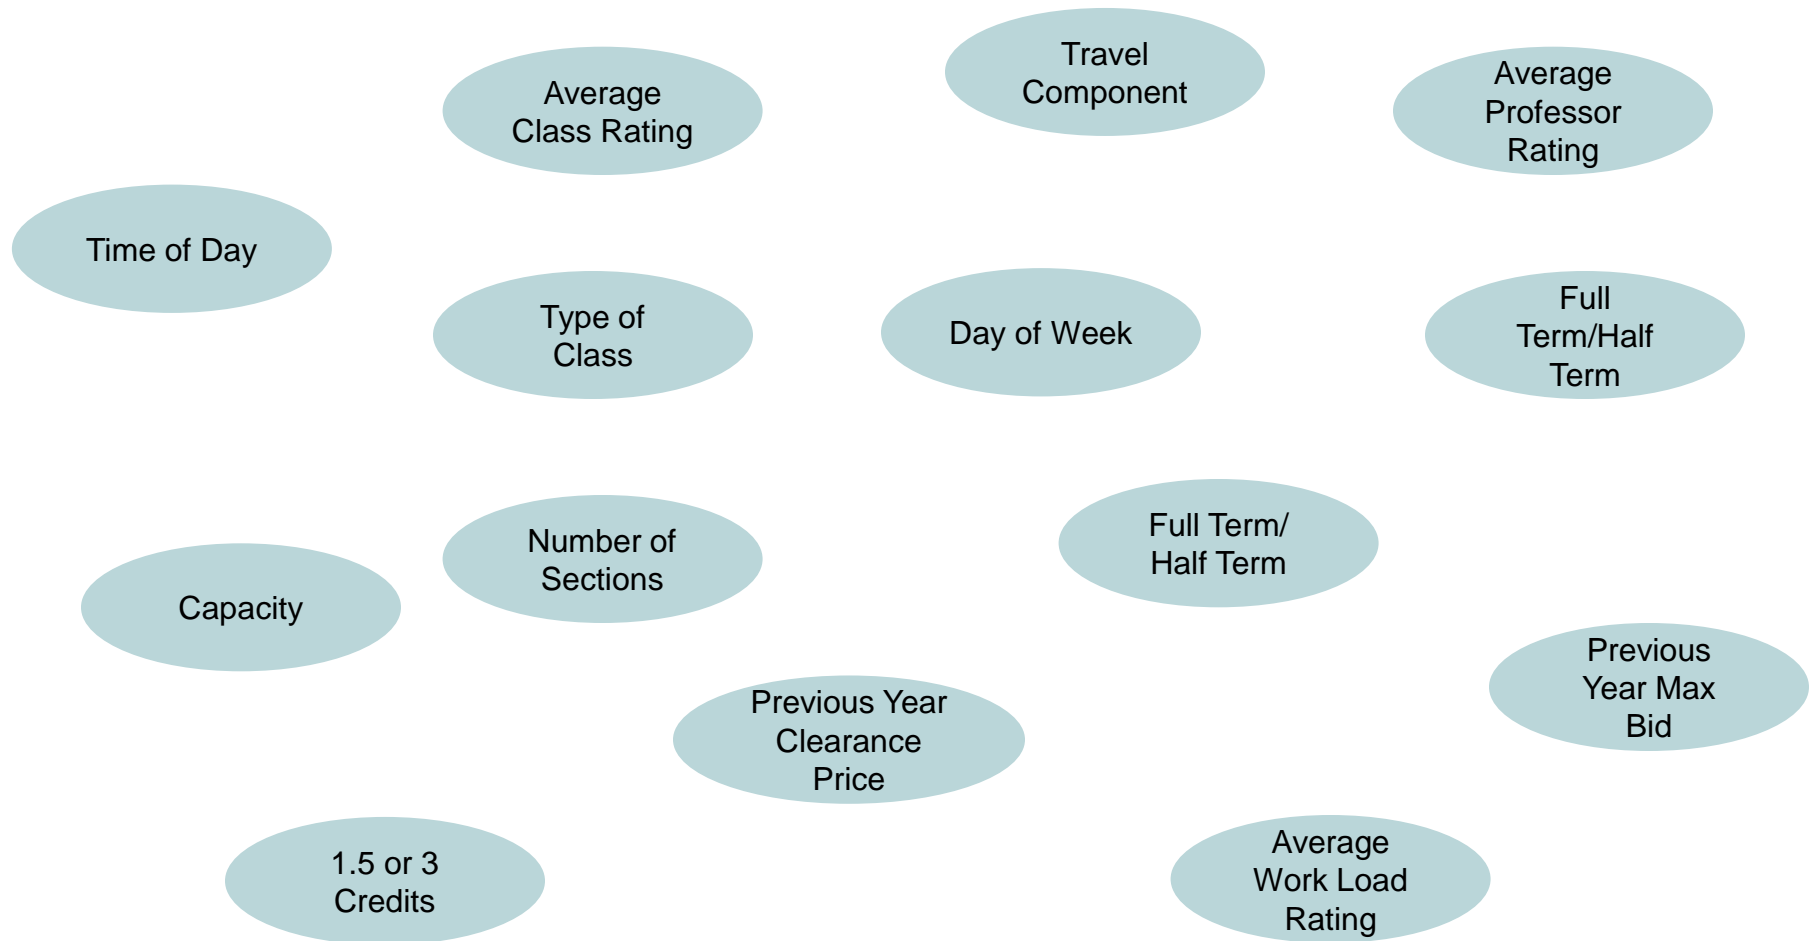 Travel
Component
Average
Class Rating
Average
Professor
Rating
Time of Day
Type of
Class
Day of Week
Full
Term/Half
Term
Number of
Sections
Full Term/
Half Term
Capacity
Previous Year
Clearance
Price
Previous
Year Max
Bid
1.5 or 3
Credits
Average
Work Load
Rating